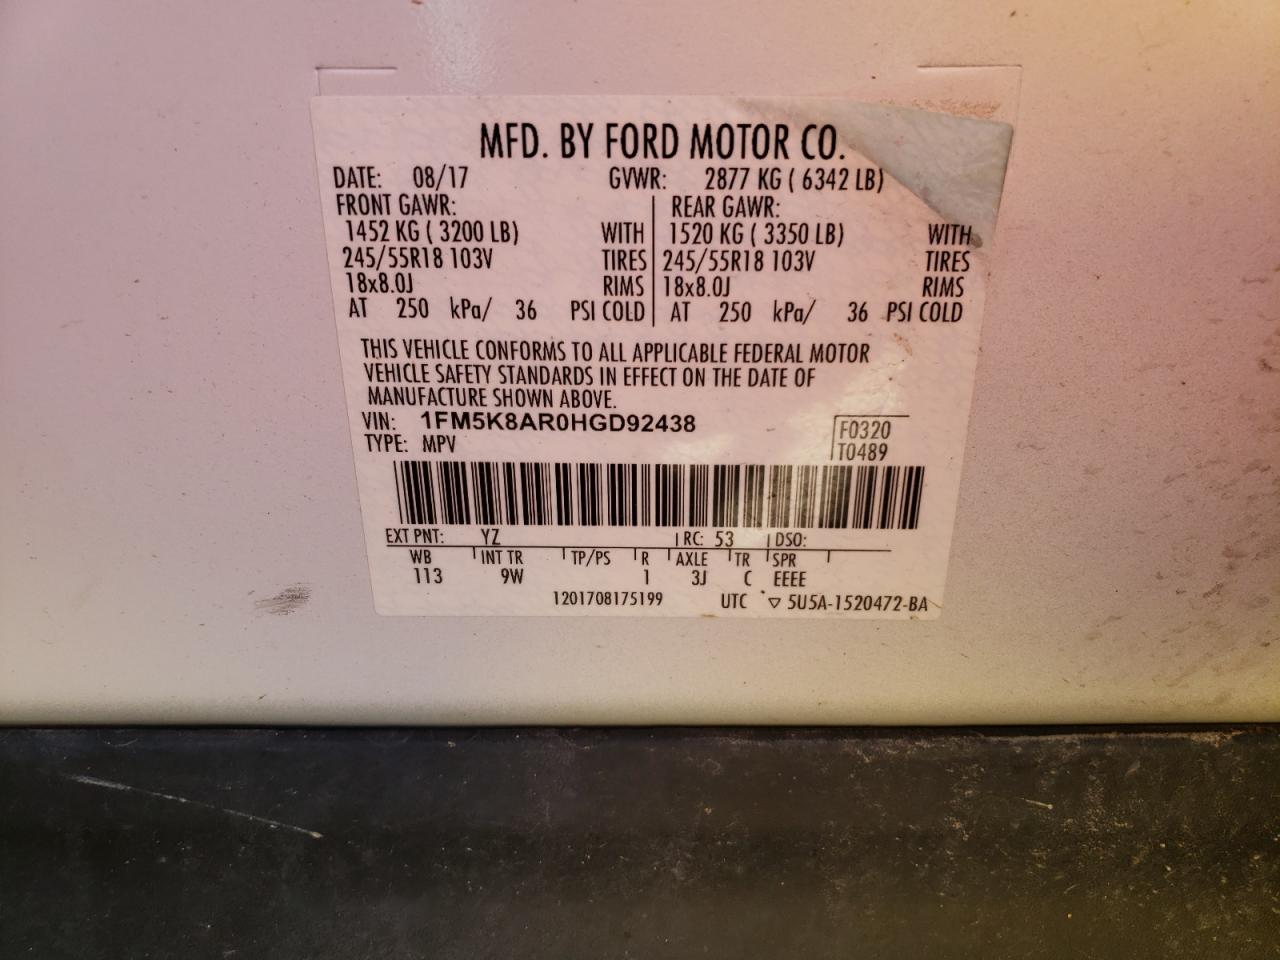 MFD. BY FORD MOTOR CO.
DATE: 08/17 GVWR: 2877 KG ( 6342 LB)
FRONT GAWR: REAR GAWR:
1452 KG ( 3200 LB) WITH 1520 KG ( 3350 LB) WITH
245/55R18 103V TIRES 245/55R18 103V TIRES
18x8.0J RIMS 18x8.0J RIMS
AT 250 kPa/ 36 PSI COLD AT 250 kPa/ 36 PSI COLD
THIS VEHICLE CONFORMS TO ALL APPLICABLE FEDERAL MOTOR
VEHICLE SAFETY STANDARDS IN EFFECT ON THE DATE OF
MANUFACTURE SHOWN ABOVE.
VIN: 1FM5K8AR0HGD92438
TYPE: MPV
F0320
T0489
EXT PNT: YZ RC: 53 DSO:
WB INT TR TP/PS R AXLE TR SPR
113 9W 1 3J C EEEE
1201708175199 UTC ▽ 5U5A-1520472-BA